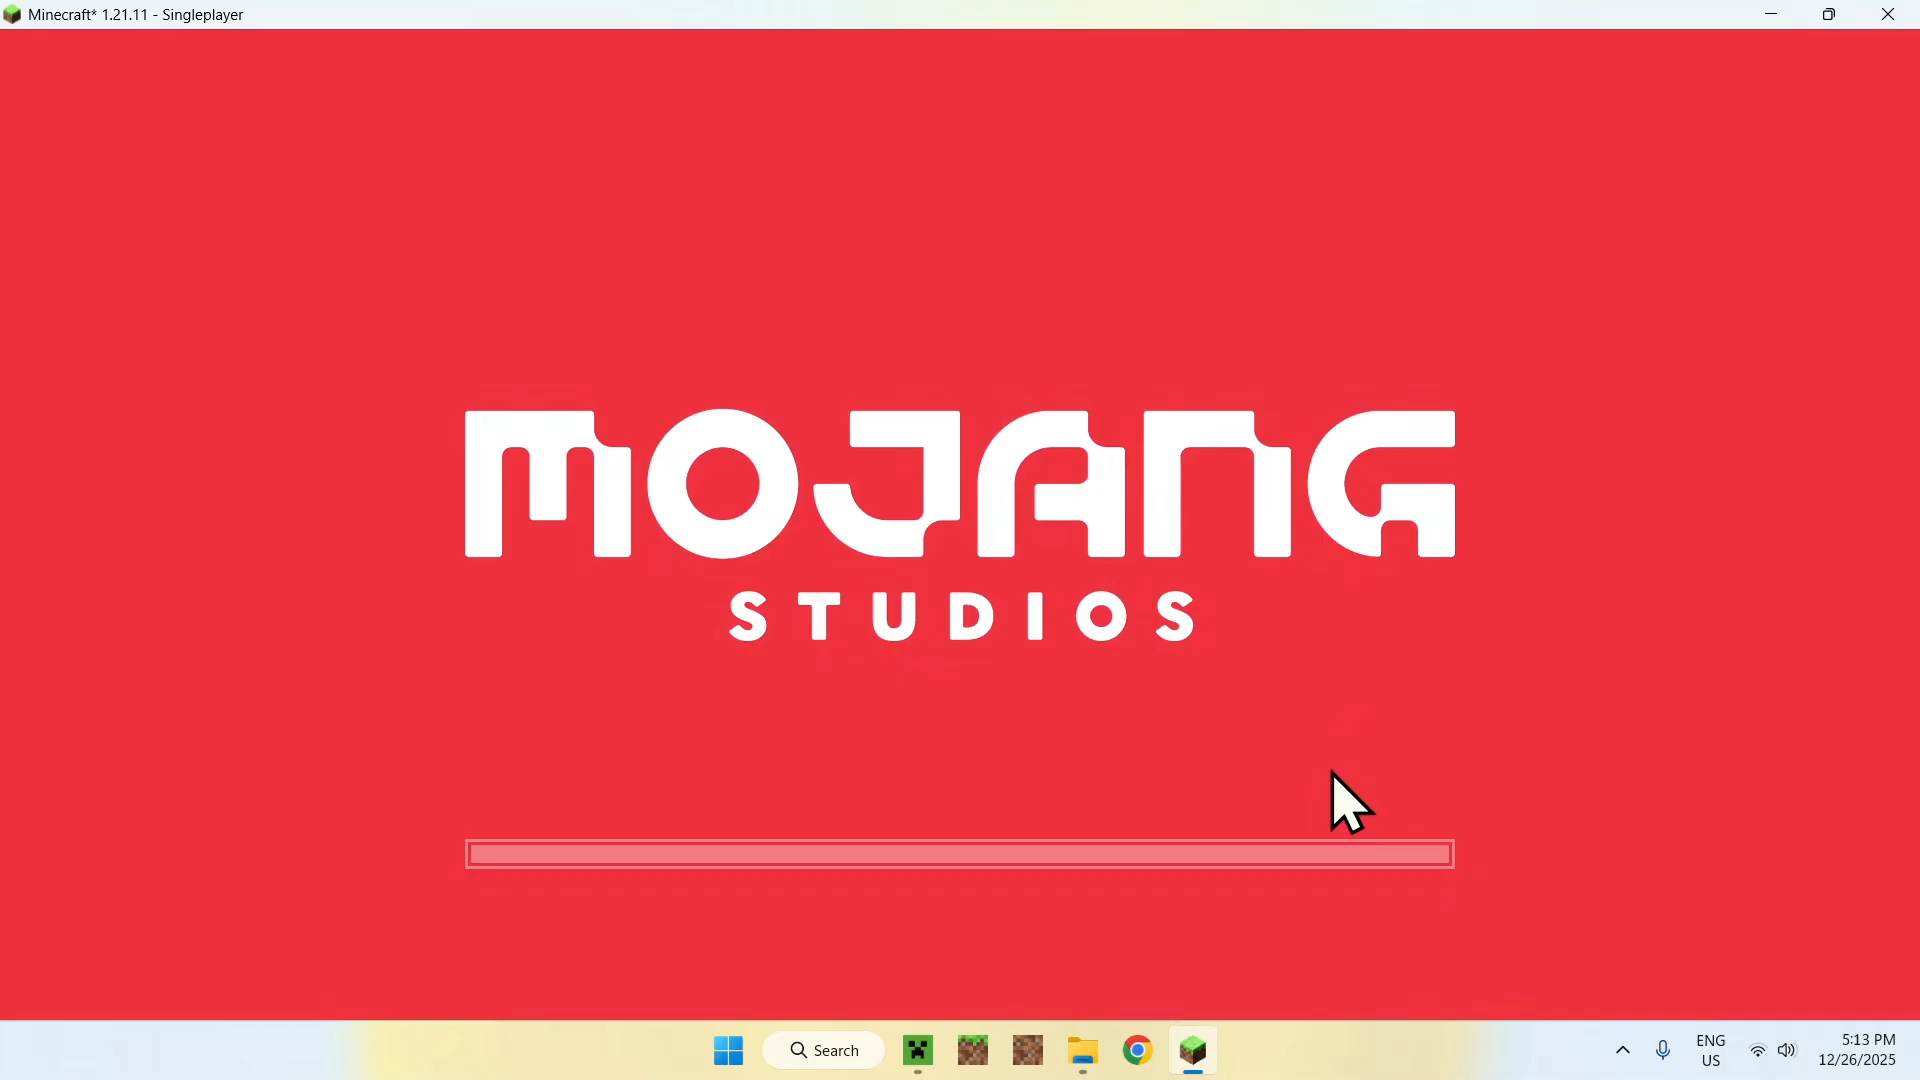 Minecraft* 1.21.11 - Singleplayer
MOJANG
STUDIOS
Search
ENG
US
5:13 PM
12/26/2025